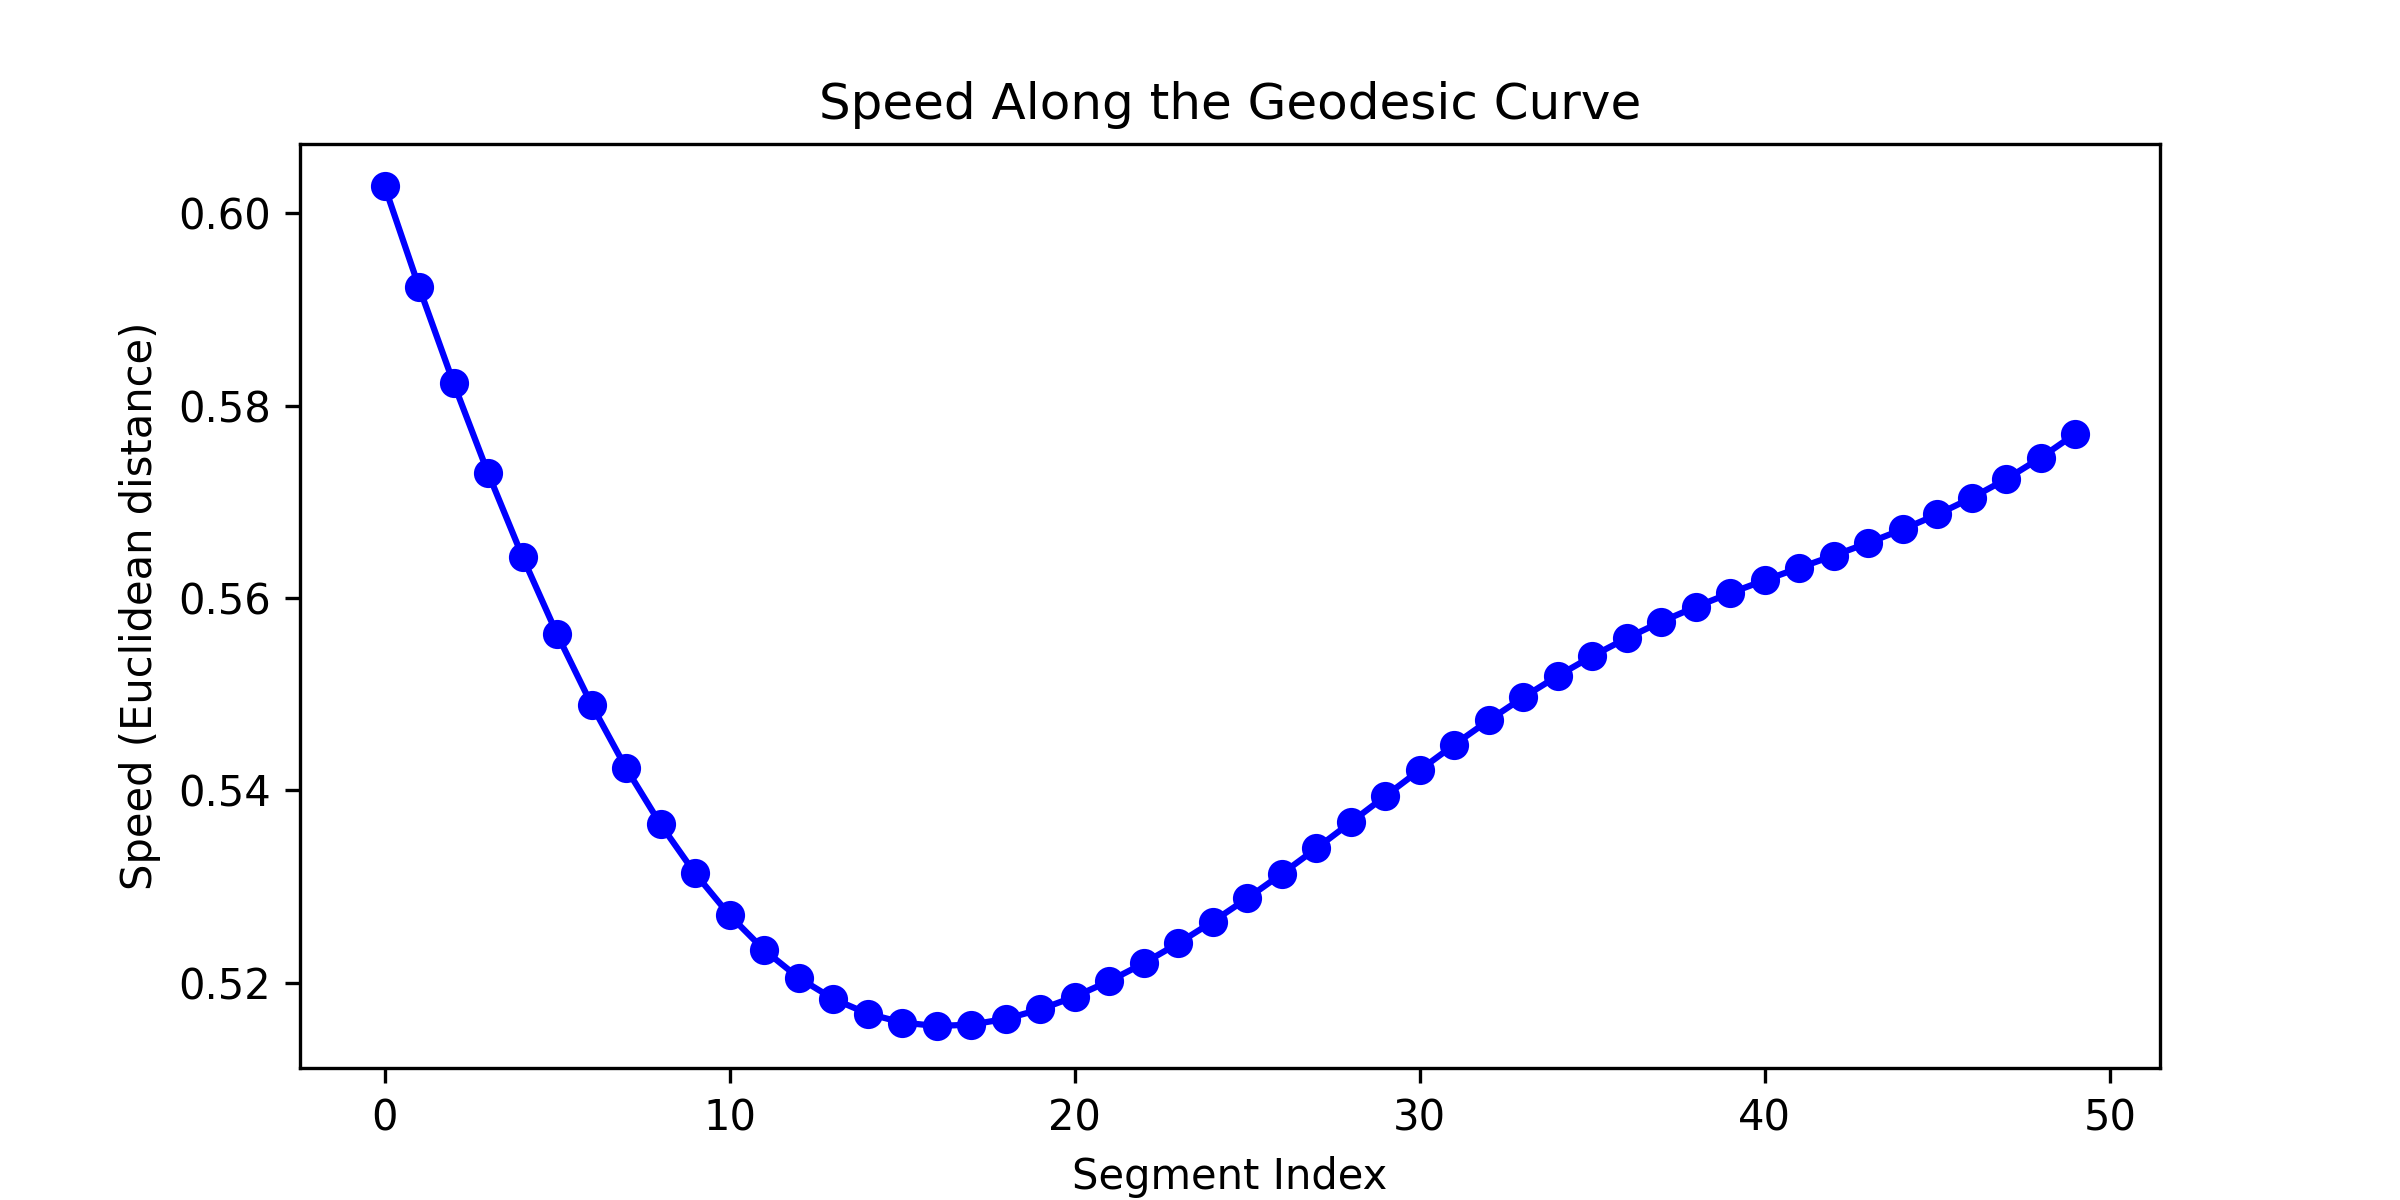 Speed Along the Geodesic Curve
0.60
0.58
0.56
0.54
0.52
Speed (Euclidean distance)
0 10 20 30 40 50
Segment Index